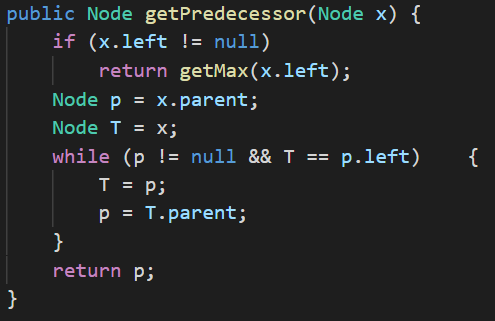 public Node getPredecessor(Node x) {
    if (x.left != null)
        return getMax(x.left);
    Node p = x.parent;
    Node T = x;
    while (p != null && T == p.left)    {
        T = p;
        p = T.parent;
    }
    return p;
}